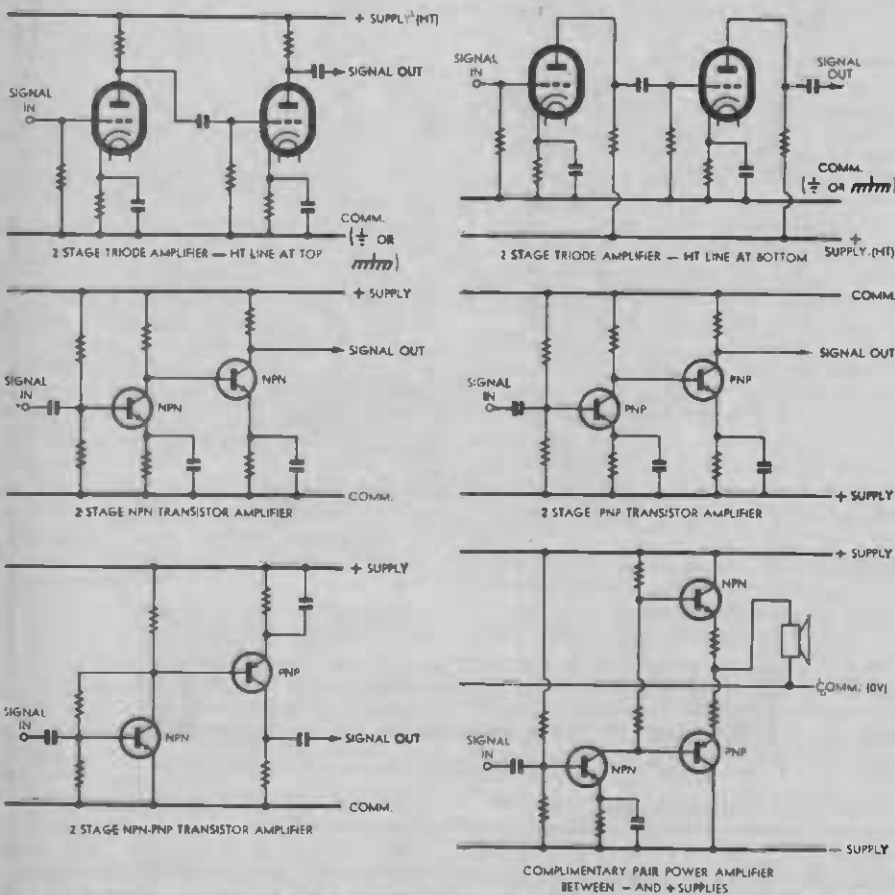 + SUPPLY (HT)
SIGNAL OUT
SIGNAL
IN
COMM.
OR
2 STAGE TRIODE AMPLIFIER — HT LINE AT TOP
SIGNAL
IN
SIGNAL
OUT
COMM.
OR
+
SUPPLY (HT)
2 STAGE TRIODE AMPLIFIER — HT LINE AT BOTTOM
+ SUPPLY
SIGNAL OUT
NPN
SIGNAL
IN
NPN
COMM.
2 STAGE NPN TRANSISTOR AMPLIFIER
COMM.
SIGNAL OUT
PNP
SIGNAL
IN
PNP
+ SUPPLY
2 STAGE PNP TRANSISTOR AMPLIFIER
+ SUPPLY
PNP
SIGNAL
IN
NPN
SIGNAL OUT
COMM.
2 STAGE NPN-PNP TRANSISTOR AMPLIFIER
+ SUPPLY
NPN
COMM. (0V)
SIGNAL
IN
NPN
PNP
— SUPPLY
COMPLIMENTARY PAIR POWER AMPLIFIER
BETWEEN — AND + SUPPLIES